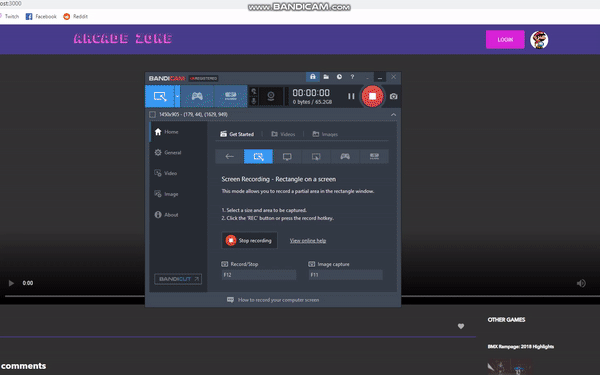 www.BANDICAM.com
ost:3000
Twitch
Facebook
Reddit
ARCADE ZONE
LOGIN
BANDICAM
00:00:00
0 bytes / 65.2GB
1450x905 - (179, 44), (1629, 949)
Home
General
Video
Image
About
BANDICUT
Get Started
Videos
Images
Screen Recording - Rectangle on a screen
This mode allows you to record a partial area in the rectangle window.
1. Select a size and area to be captured.
2. Click the 'REC' button or press the record hotkey.
Stop recording
View online help
Record/Stop
F12
Image capture
F11
How to record your computer screen
0:00
OTHER GAMES
BMX Rampage: 2018 Highlights
comments